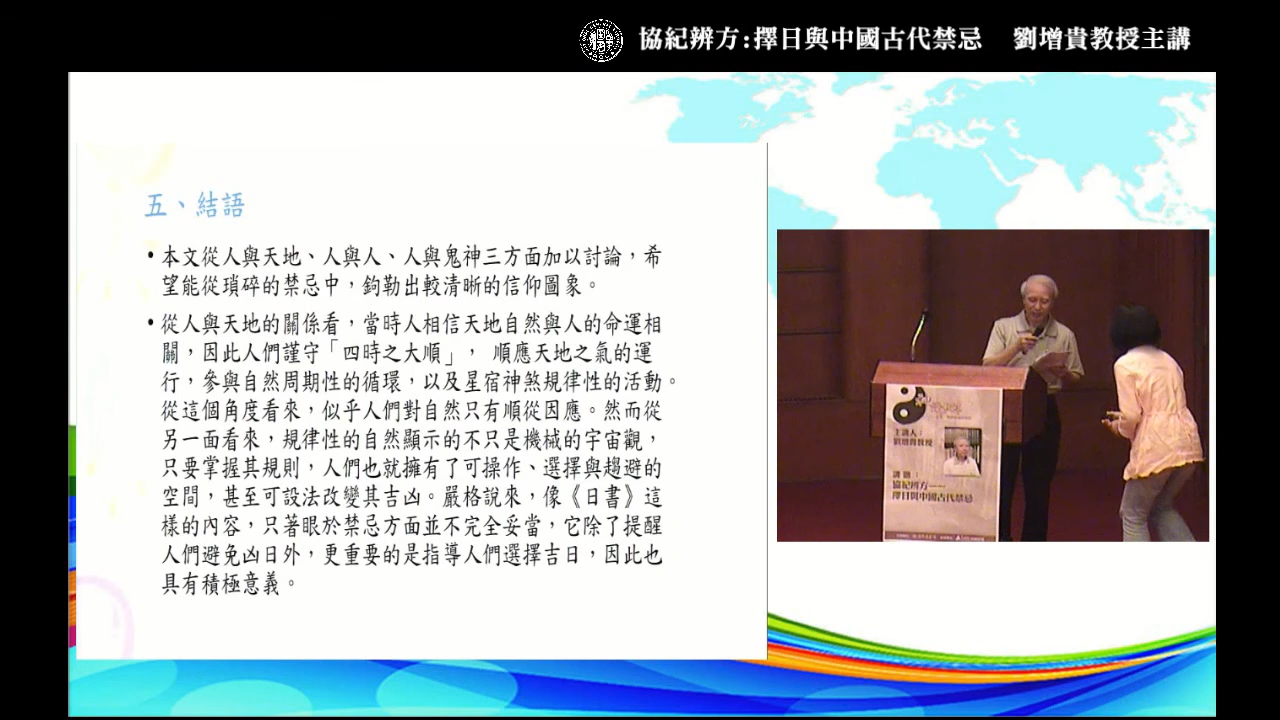 協紀辨方:擇日與中國古代禁忌 劉增貴教授主講
五、結語
•本文從人與天地、人與人、人與鬼神三方面加以討論，希
望能從瑣碎的禁忌中，鉤勒出較清晰的信仰圖象。
•從人與天地的關係看，當時人相信天地自然與人的命運相
關，因此人們謹守「四時之大順」， 順應天地之氣的運
行，參與自然周期性的循環，以及星宿神煞規律性的活動。
從這個角度看來，似乎人們對自然只有順從因應。然而從
另一面看來，規律性的自然顯示的不只是機械的宇宙觀，
只要掌握其規則，人們也就擁有了可操作、選擇與趨避的
空間，甚至可設法改變其吉凶。嚴格說來，像《日書》這
樣的內容，只著眼於禁忌方面並不完全妥當，它除了提醒
人們避免凶日外，更重要的是指導人們選擇吉日，因此也
具有積極意義。
主講人：
劉增貴教授
講題：
協紀辨方——
擇日與中國古代禁忌